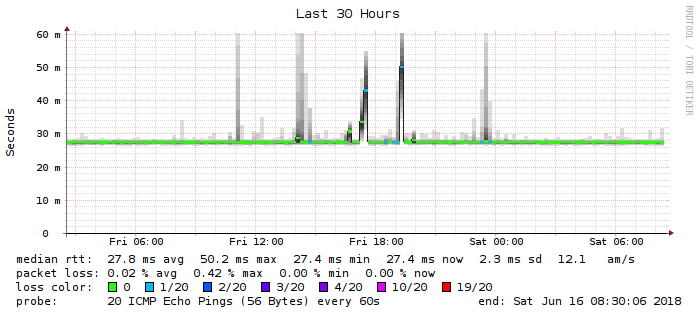 Last 30 Hours
RRDTOOL / TOBI OETIKER
Seconds
60 m
50 m
40 m
30 m
20 m
10 m
0
Fri 06:00 Fri 12:00 Fri 18:00 Sat 00:00 Sat 06:00
median rtt: 27.8 ms avg 50.2 ms max 27.4 ms min 27.4 ms now 2.3 ms sd 12.1 am/s
packet loss: 0.02 % avg 0.42 % max 0.00 % min 0.00 % now
loss color: 0 1/20 2/20 3/20 4/20 10/20 19/20
probe: 20 ICMP Echo Pings (56 Bytes) every 60s end: Sat Jun 16 08:30:06 2018